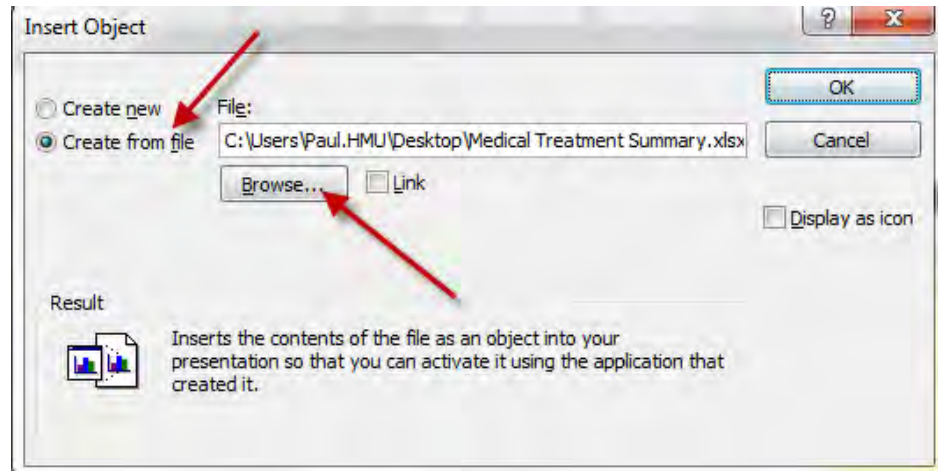 Insert Object
?
Create new
File:
OK
Create from file
C:\Users\Paul.HMU\Desktop\Medical Treatment Summary.xlsx
Cancel
Browse...
Link
Display as icon
Result
Inserts the contents of the file as an object into your
presentation so that you can activate it using the application that
created it.